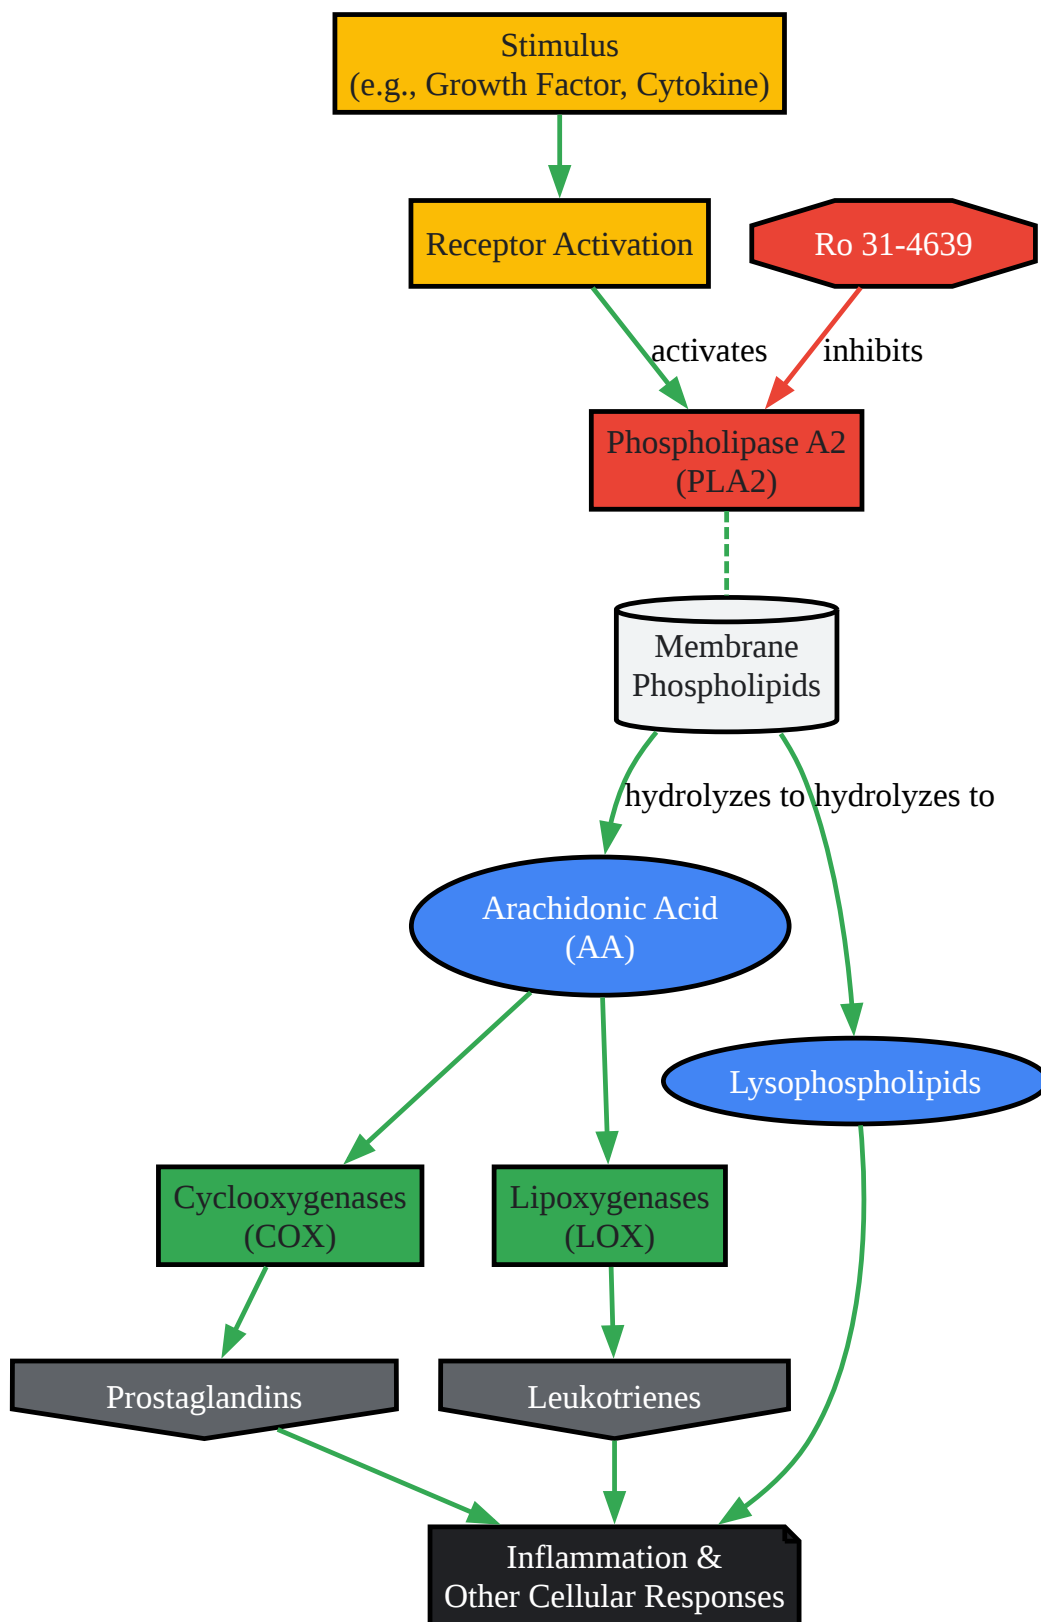 Stimulus
(e.g., Growth Factor, Cytokine)
Receptor Activation
Ro 31-4639
activates
inhibits
Phospholipase A2
(PLA2)
Membrane
Phospholipids
hydrolyzes to
hydrolyzes to
Arachidonic Acid
(AA)
Lysophospholipids
Cyclooxygenases
(COX)
Lipoxygenases
(LOX)
Prostaglandins
Leukotrienes
Inflammation &
Other Cellular Responses